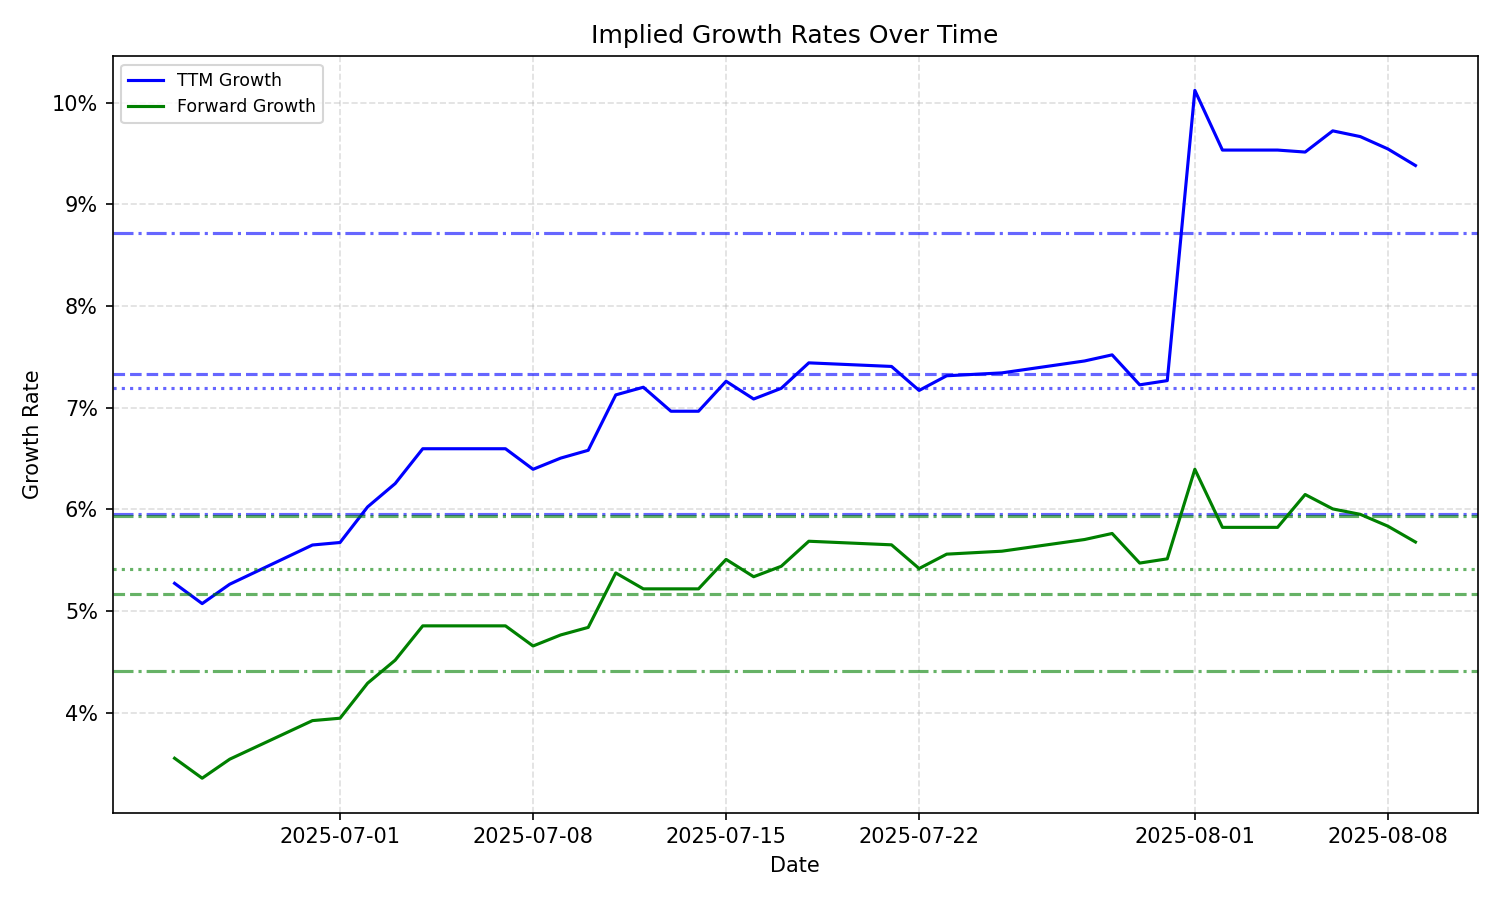 Implied Growth Rates Over Time
TTM Growth
Forward Growth
10%
9%
8%
7%
6%
5%
4%
Growth Rate
2025-07-01
2025-07-08
2025-07-15
2025-07-22
2025-08-01
2025-08-08
Date